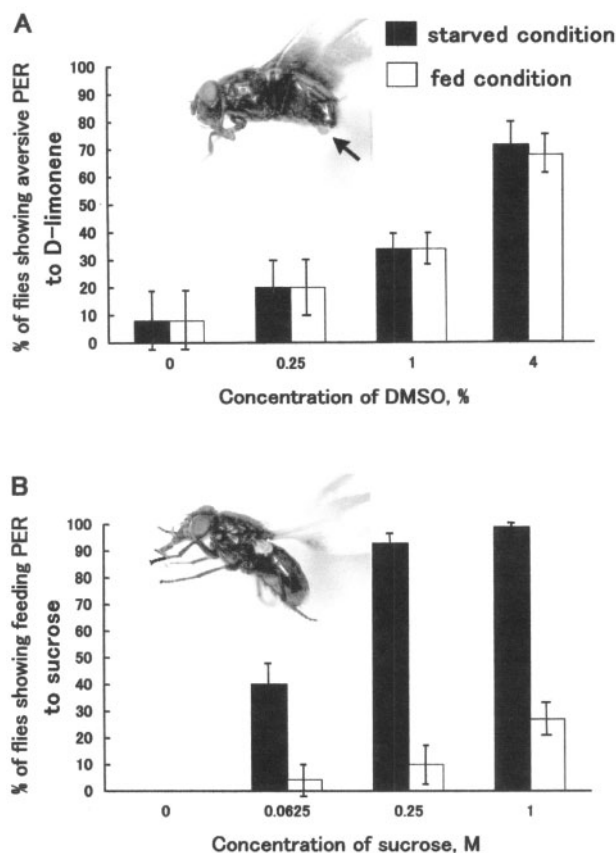 A
starved condition
fed condition
% of flies showing aversive PER
to D-limonene
100
90
80
70
60
50
40
30
20
10
0
0 0.25 1 4
Concentration of DMSO, %
B
% of flies showing feeding PER
to sucrose
100
90
80
70
60
50
40
30
20
10
0
0 0.0625 0.25 1
Concentration of sucrose, M